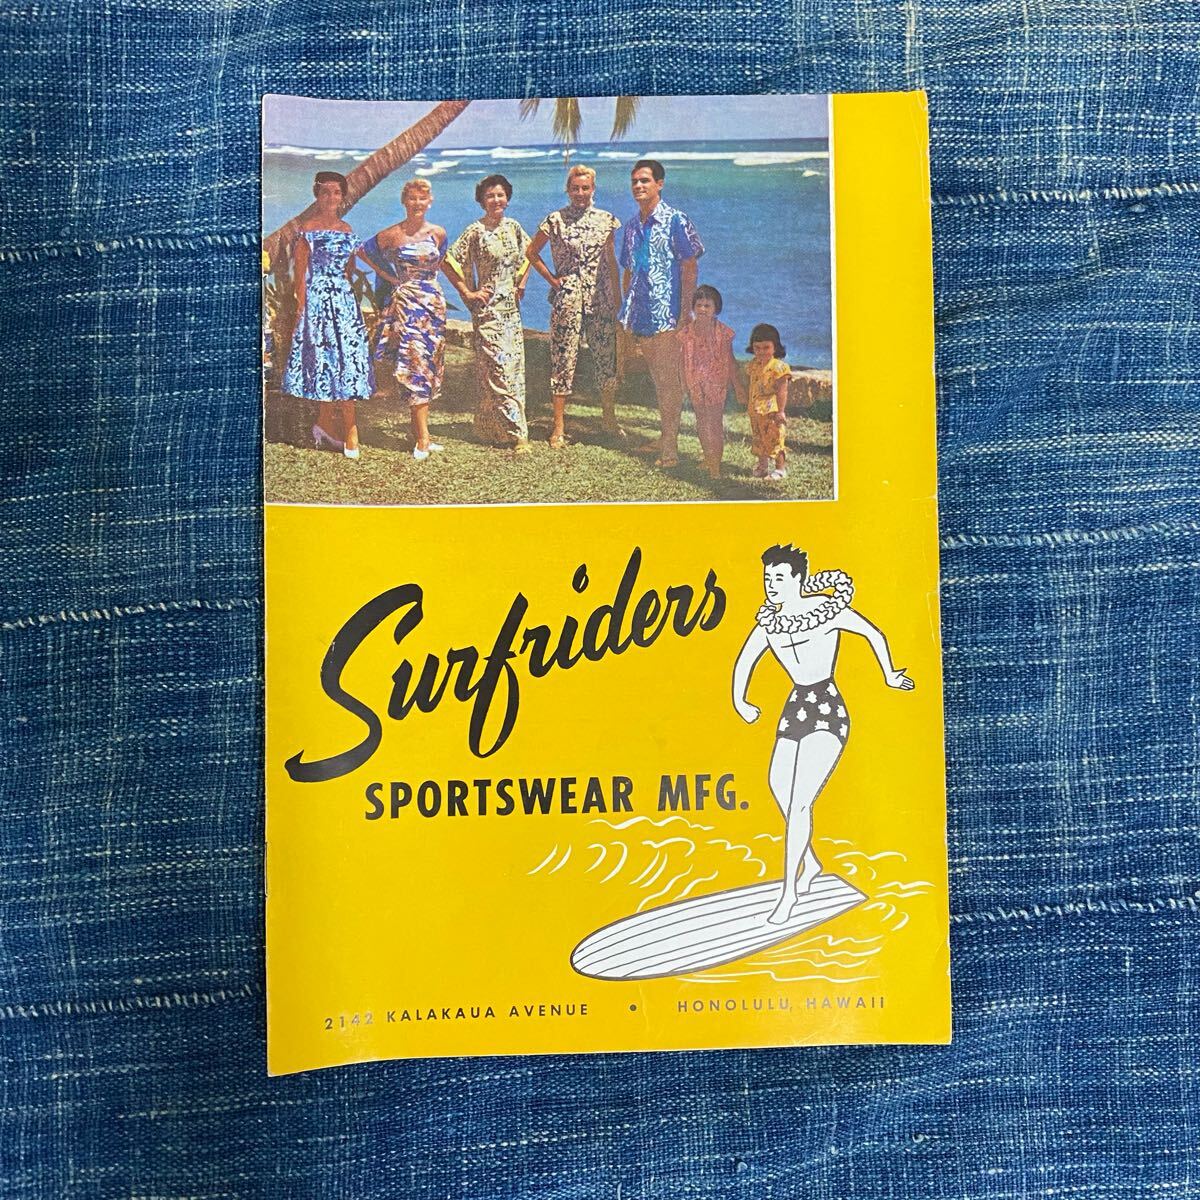 Surfriders
SPORTSWEAR MFG.
2142 KALAKAUA AVENUE • HONOLULU, HAWAII